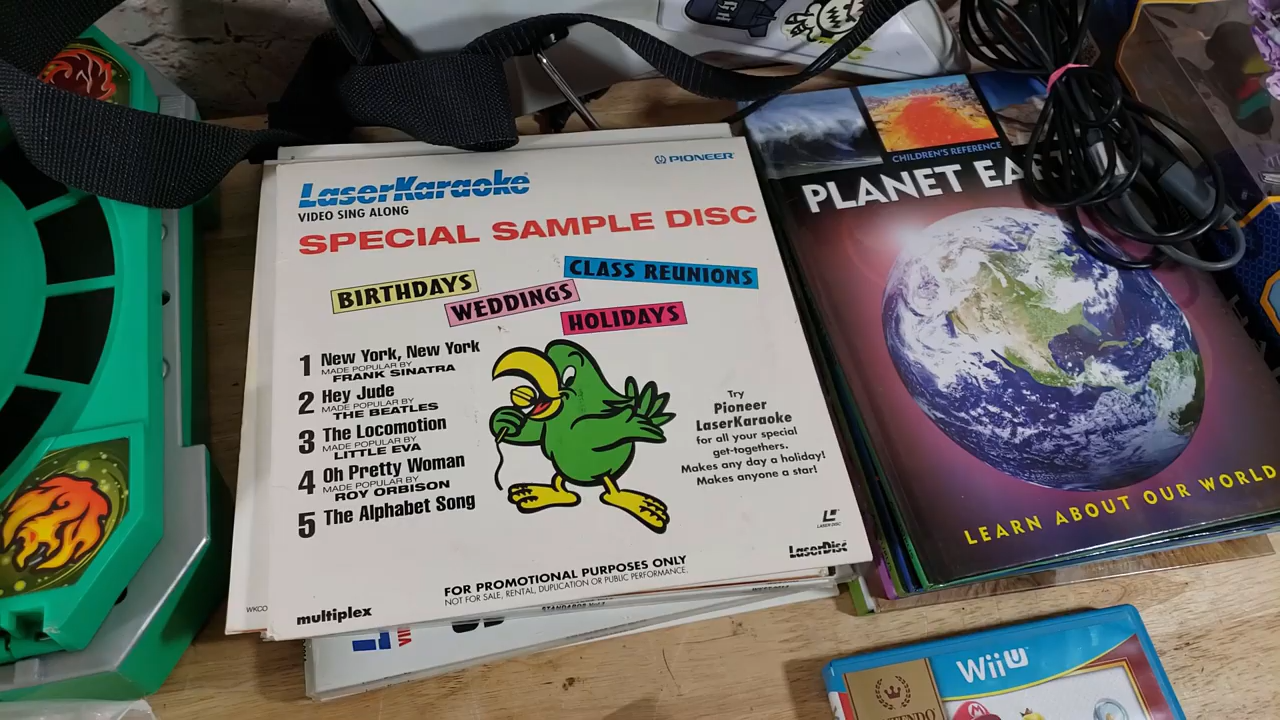 PIONEER
LaserKaraoke
VIDEO SING ALONG
SPECIAL SAMPLE DISC
BIRTHDAYS
CLASS REUNIONS
WEDDINGS
HOLIDAYS
1 New York, New York
MADE POPULAR BY
FRANK SINATRA
2 Hey Jude
MADE POPULAR BY
THE BEATLES
3 The Locomotion
MADE POPULAR BY
LITTLE EVA
4 Oh Pretty Woman
MADE POPULAR BY
ROY ORBISON
5 The Alphabet Song
Try
Pioneer
LaserKaraoke
for all your special
get-togethers.
Makes any day a holiday!
Makes anyone a star!
LASER DISC
LaserDisc
FOR PROMOTIONAL PURPOSES ONLY
NOT FOR SALE, RENTAL, DUPLICATION OR PUBLIC PERFORMANCE.
multiplex
WKCO
CHILDREN'S REFERENCE
PLANET EA
LEARN ABOUT OUR WORLD
Wii U